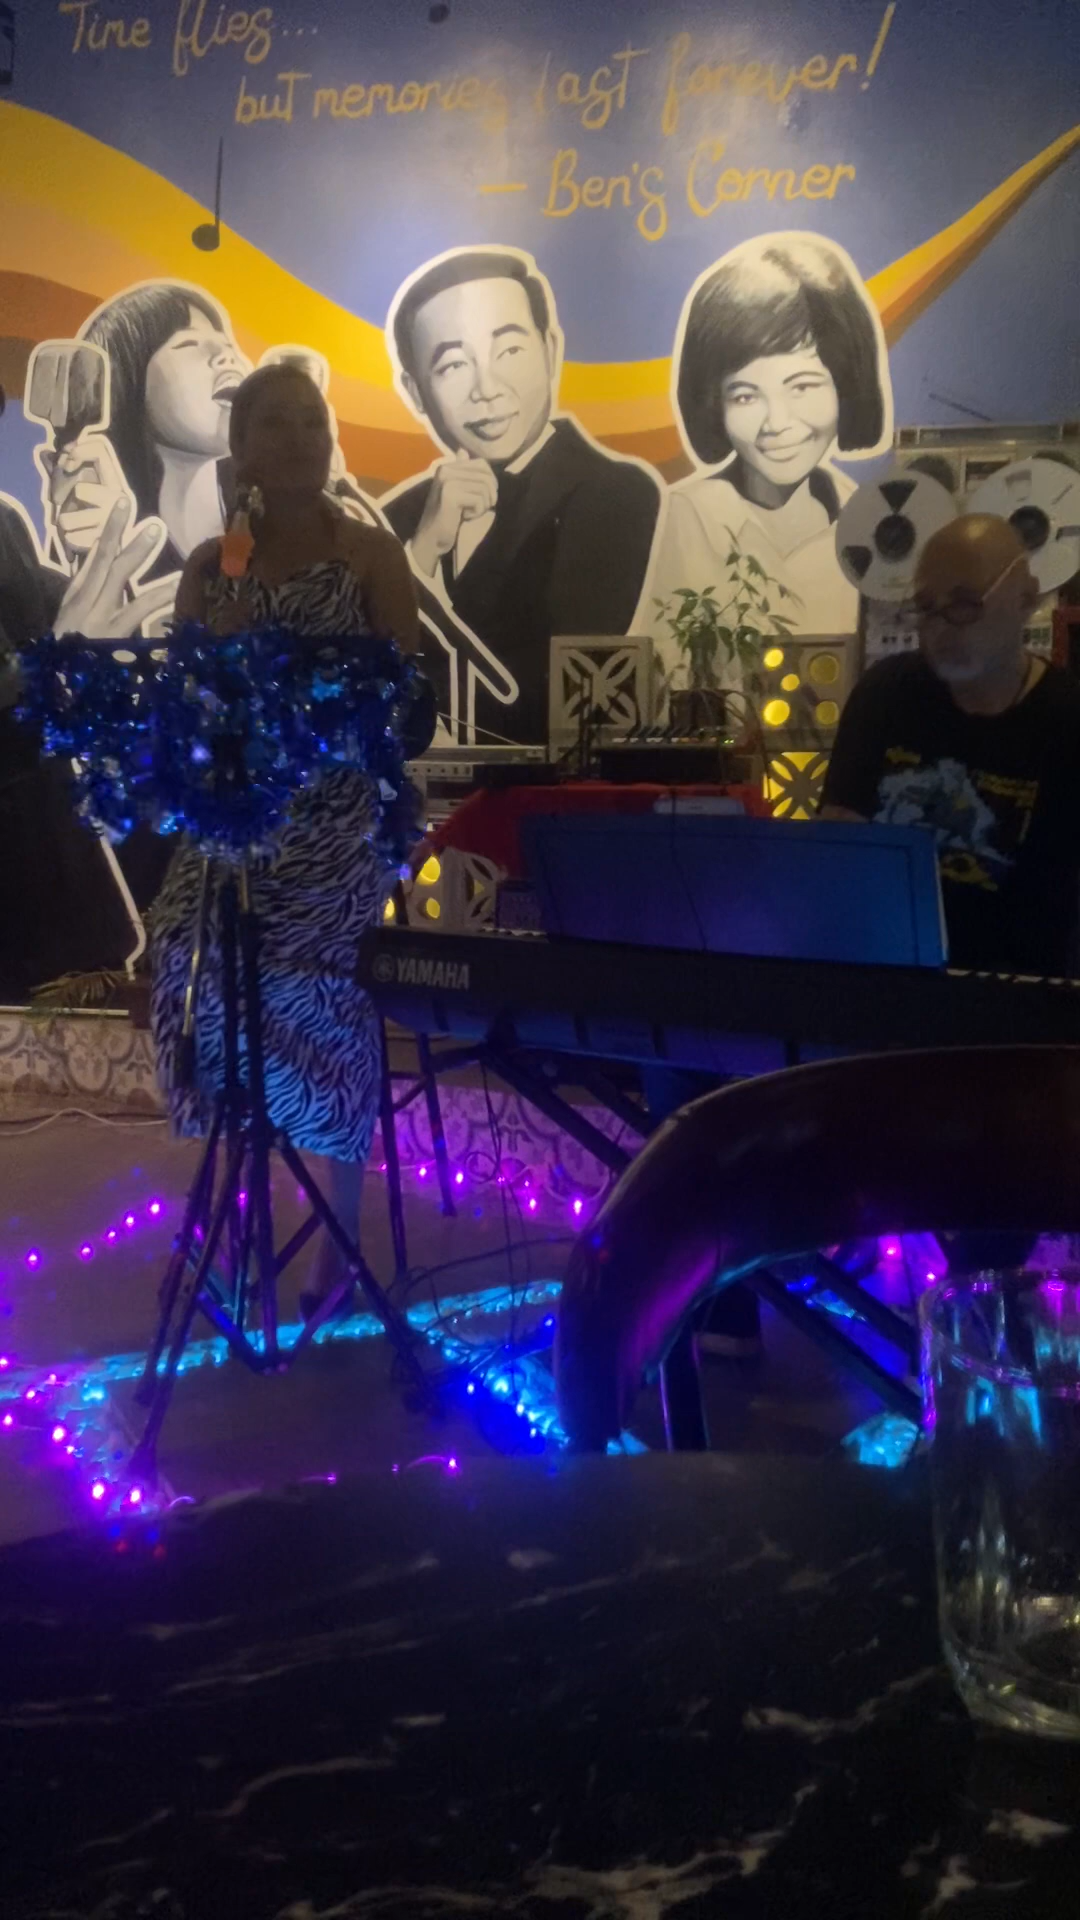 Time flies...
but memories last forever!
— Ben's Corner
YAMAHA